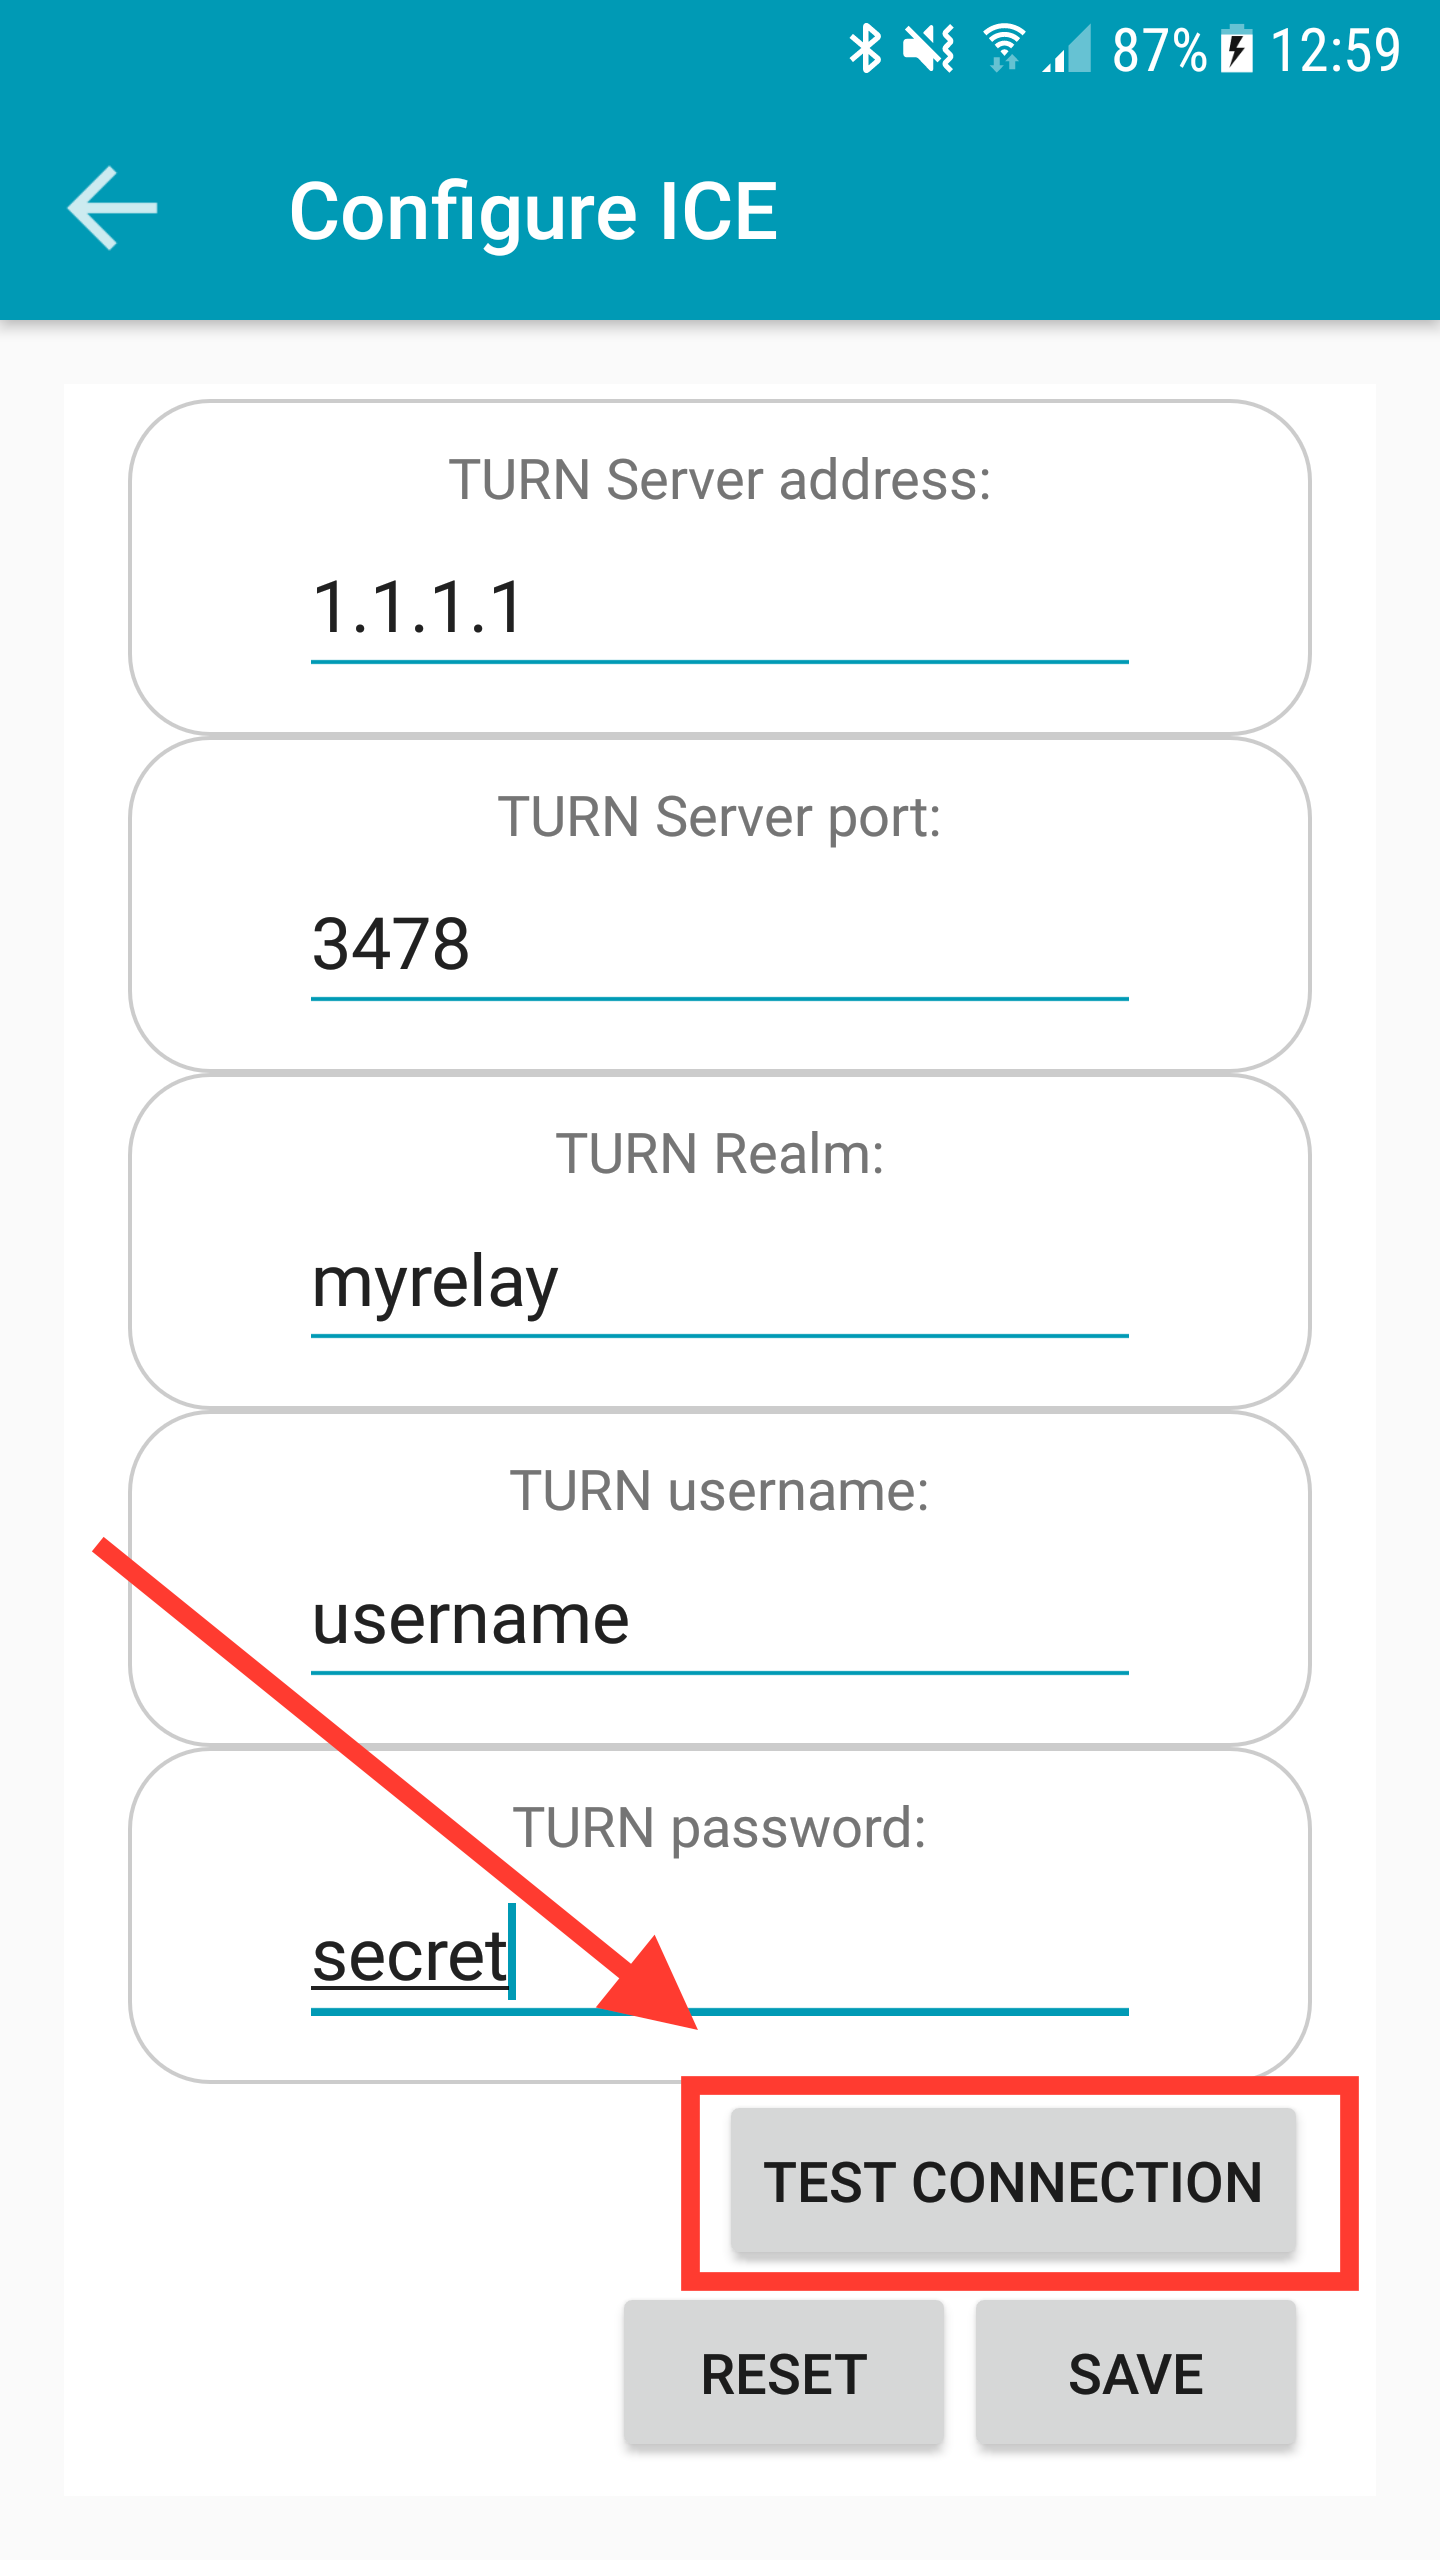 87% 12:59
Configure ICE
TURN Server address:
1.1.1.1
TURN Server port:
3478
TURN Realm:
myrelay
TURN username:
username
TURN password:
secret
TEST CONNECTION
RESET SAVE